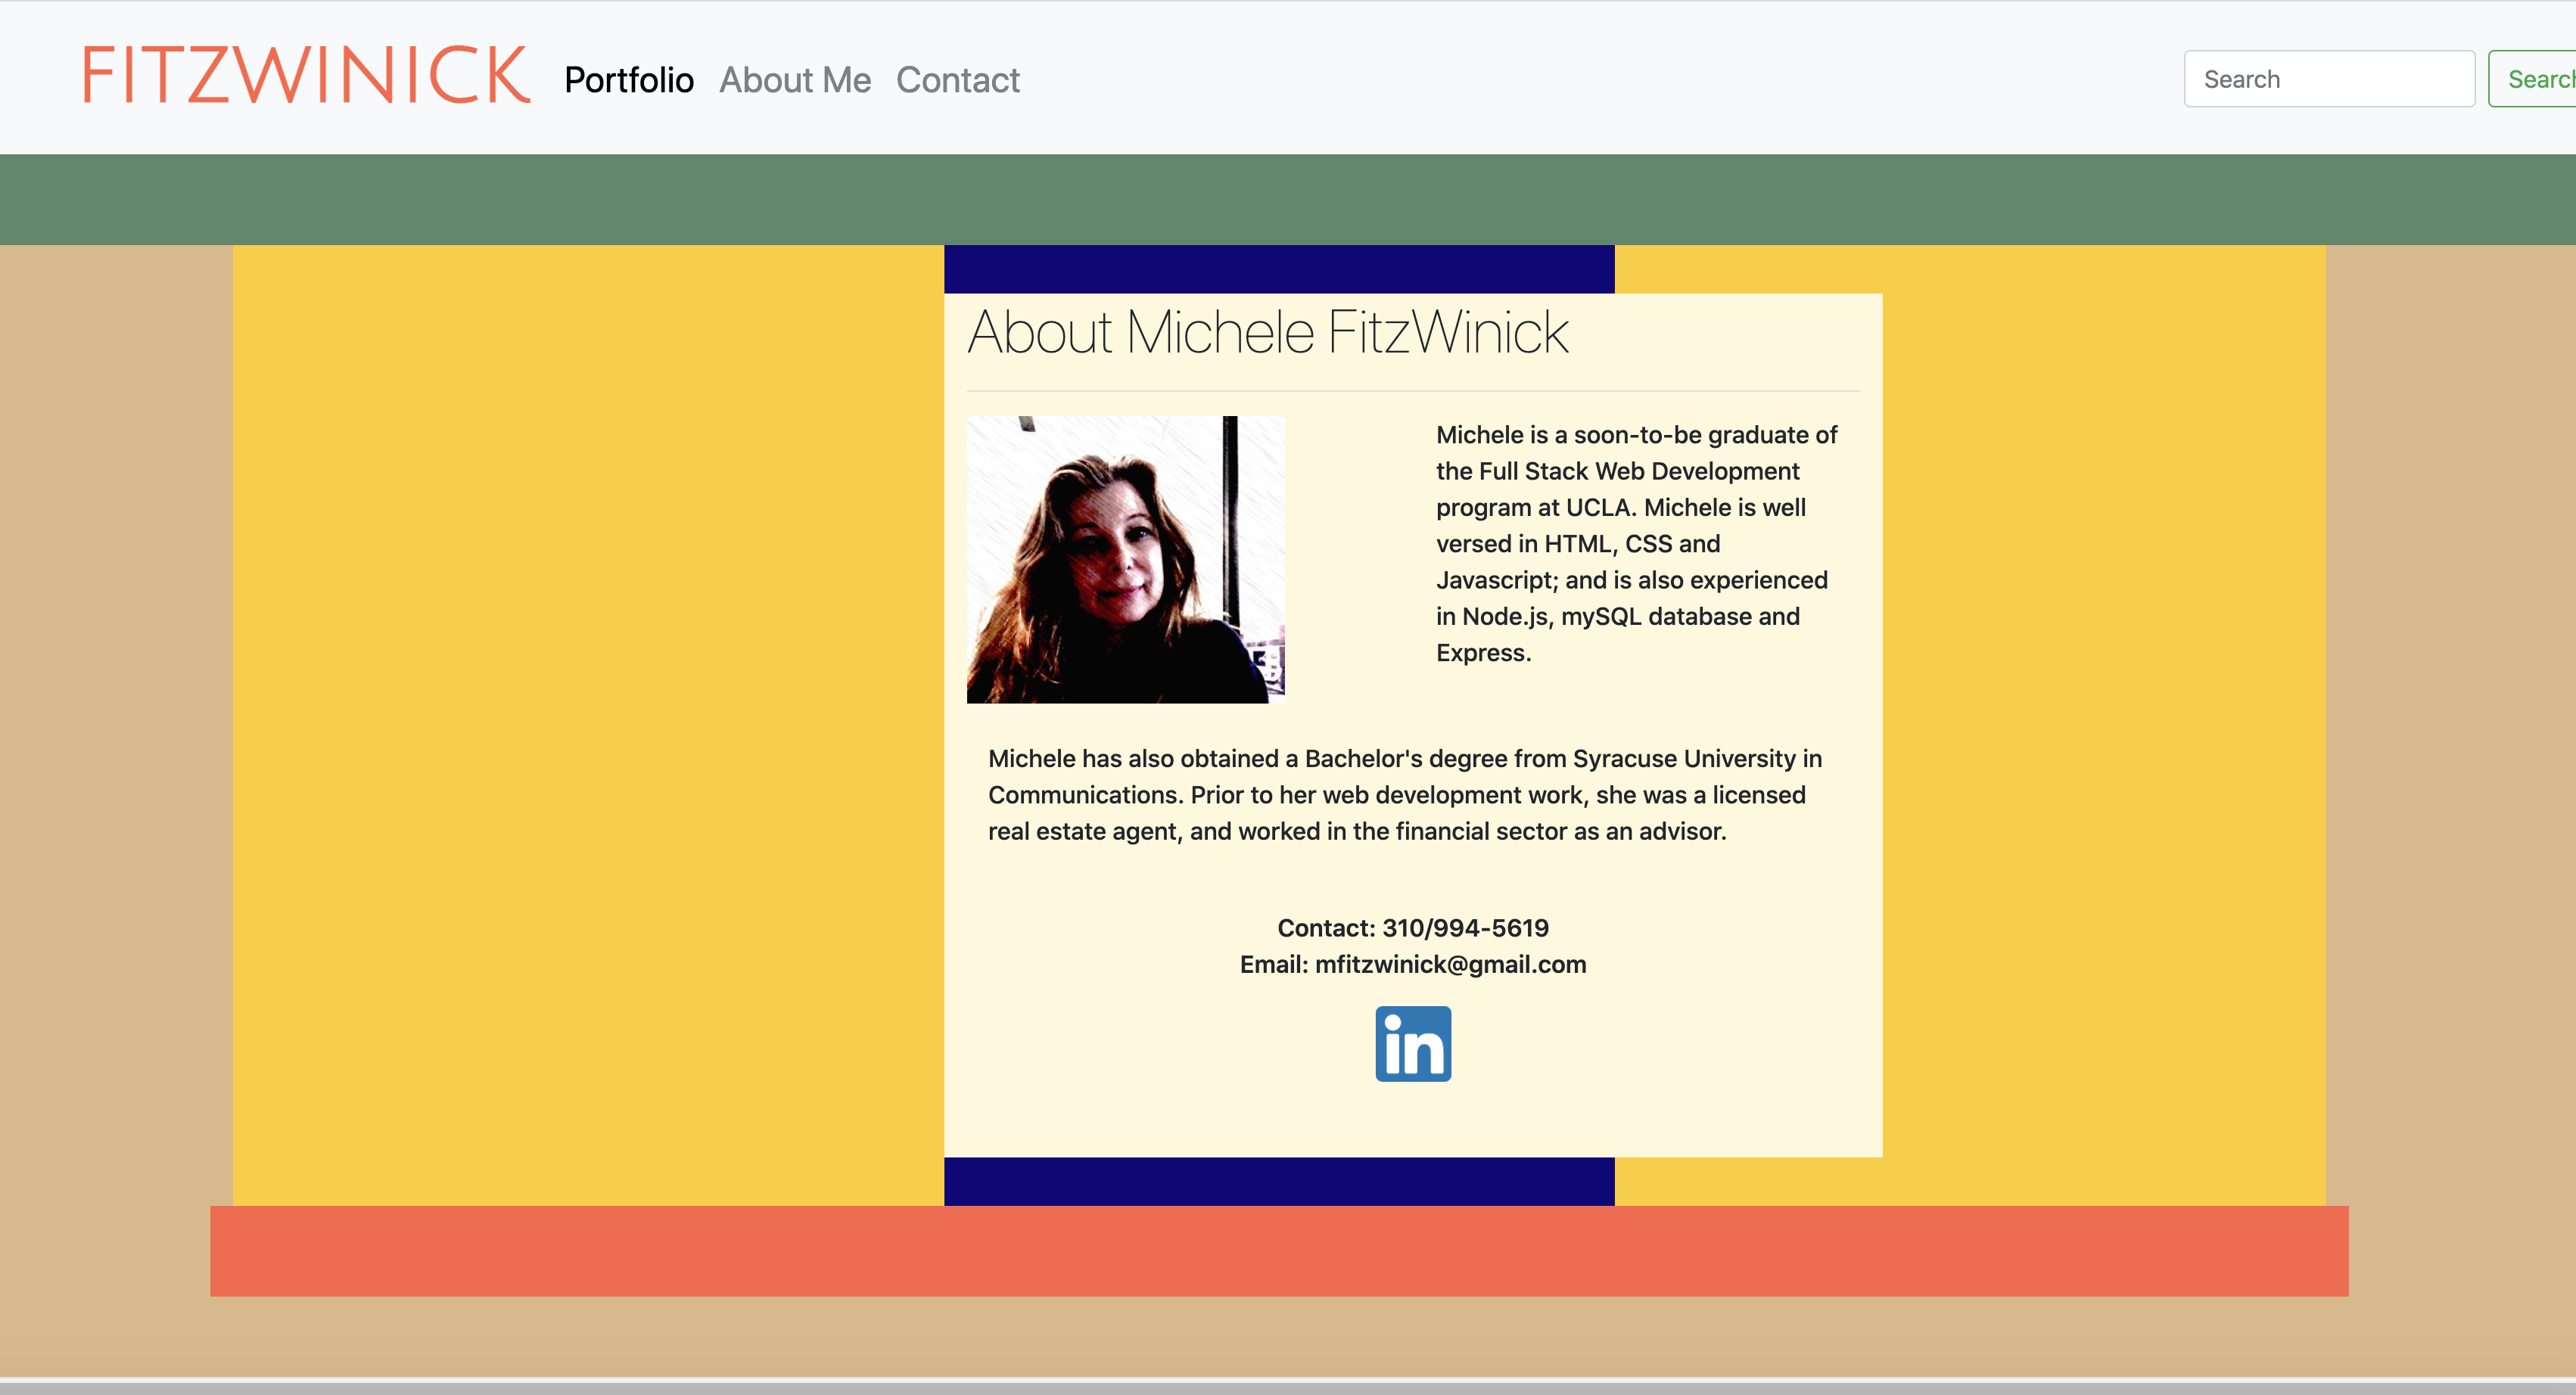 FITZWINICK Portfolio About Me Contact Search Search
About Michele FitzWinick
Michele is a soon-to-be graduate of
the Full Stack Web Development
program at UCLA. Michele is well
versed in HTML, CSS and
Javascript; and is also experienced
in Node.js, mySQL database and
Express.
Michele has also obtained a Bachelor's degree from Syracuse University in
Communications. Prior to her web development work, she was a licensed
real estate agent, and worked in the financial sector as an advisor.
Contact: 310/994-5619
Email: mfitzwinick@gmail.com
in